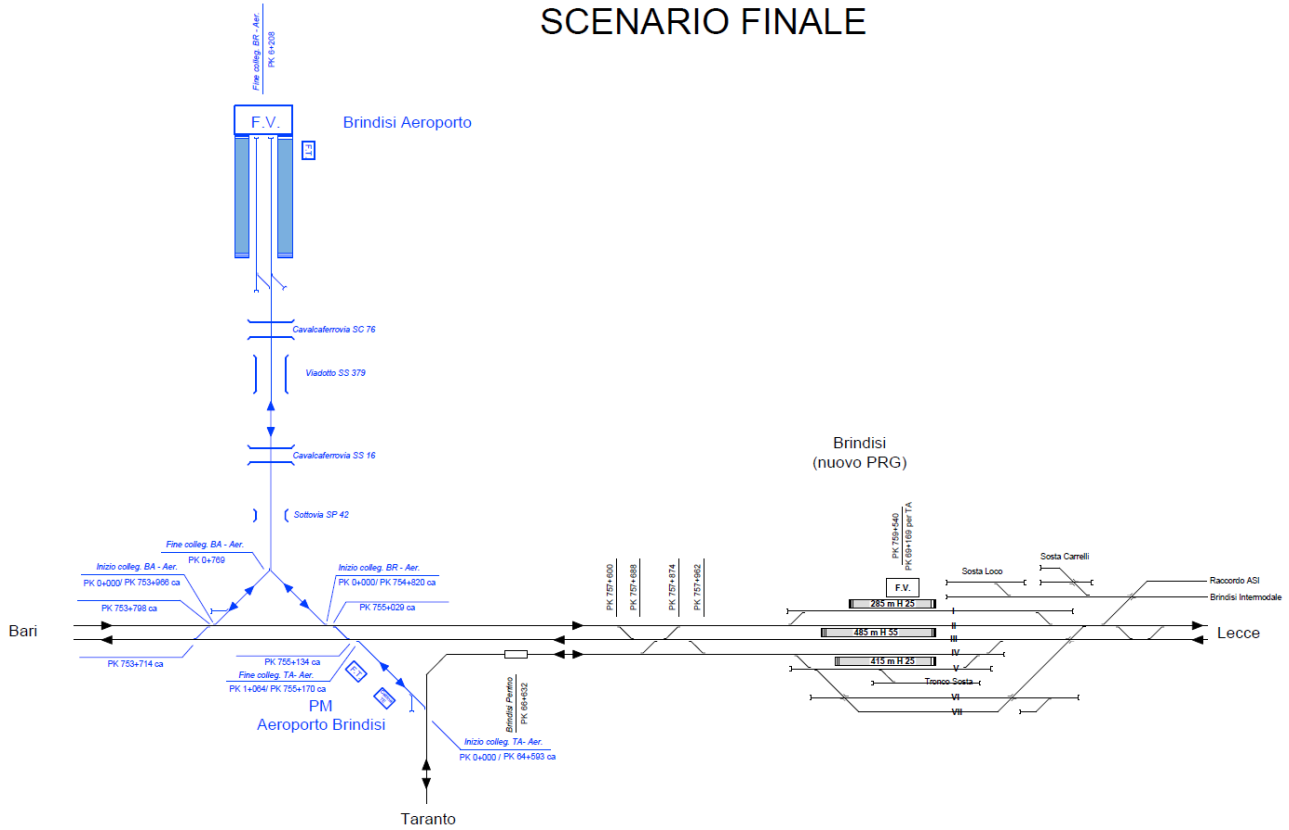 SCENARIO FINALE
Fine colleg. BR - Aer.
PK 6+208
F.V.
Brindisi Aeroporto
F.T
Cavalcaferrovia SC 76
Viadotto SS 379
Cavalcaferrovia SS 16
Sottovia SP 42
Fine colleg. BA - Aer.
PK 0+769
Inizio colleg. BA - Aer.
PK 0+000/ PK 753+966 ca
PK 753+798 ca
Inizio colleg. BR - Aer.
PK 0+000/ PK 754+820 ca
PK 755+029 ca
Bari
PK 753+714 ca
PK 755+134 ca
Fine colleg. TA- Aer.
PK 1+064/ PK 755+170 ca
F.T
PM
Aeroporto Brindisi
Inizio colleg. TA- Aer.
PK 0+000 / PK 64+593 ca
Taranto
Brindisi Perrino
PK 66+632
PK 757+600
PK 757+688
PK 757+874
PK 757+962
Brindisi
(nuovo PRG)
PK 759+540
PK 69+169 per TA
F.V.
285 m H 25
485 m H 55
415 m H 25
I
II
III
IV
V
Tronco Sosta
VI
VII
Sosta Loco
Sosta Carrelli
Raccordo ASI
Brindisi Intermodale
Lecce